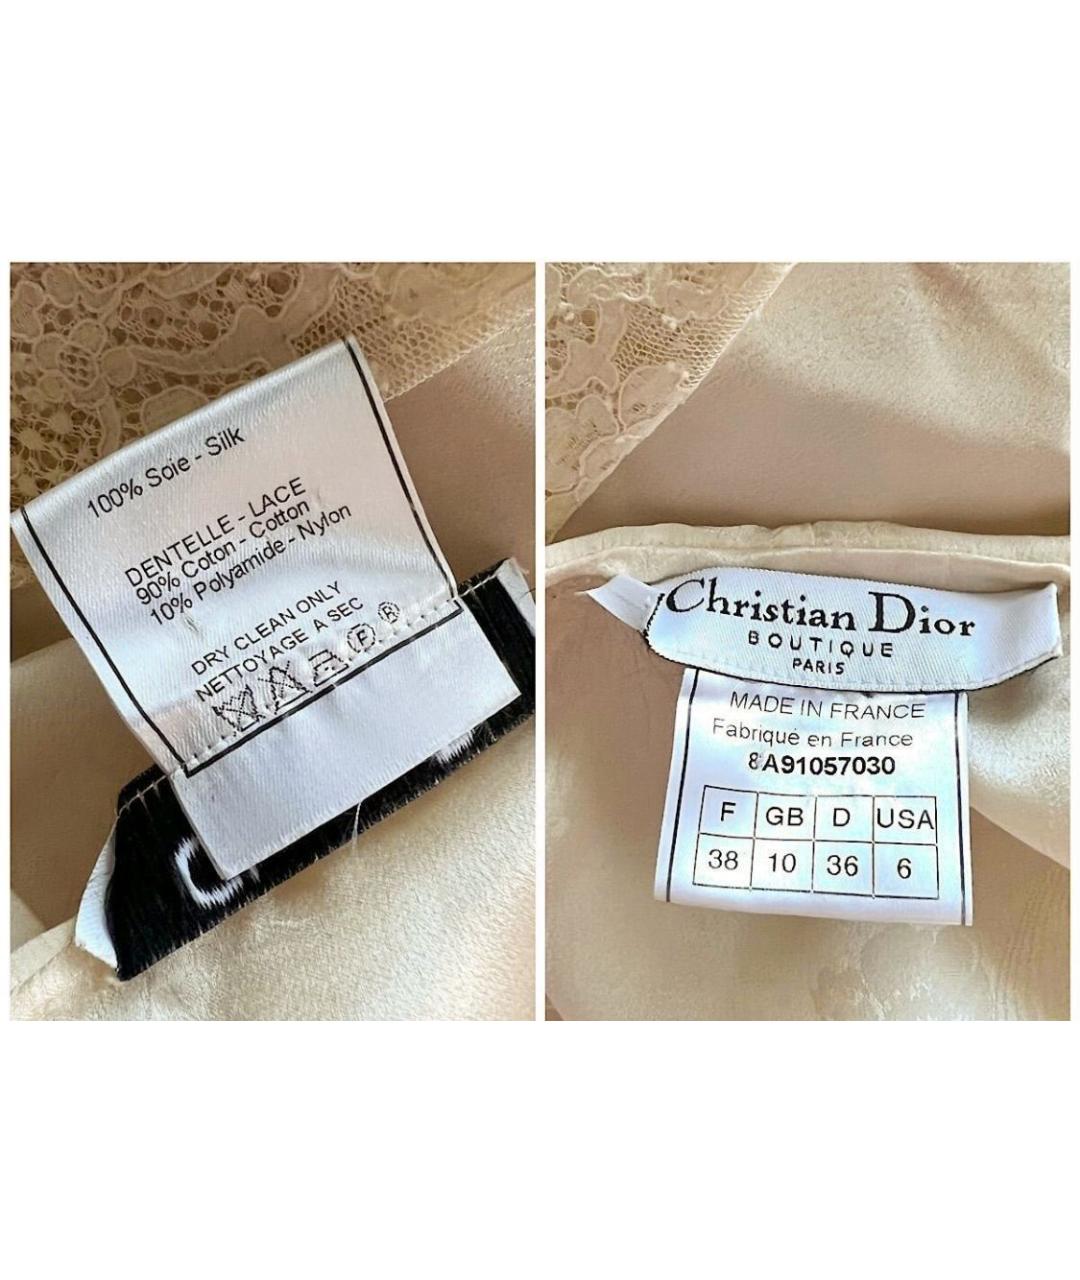 100% Soie - Silk
DENTELLE - LACE
90% Coton - Cotton
10% Polyamide - Nylon
DRY CLEAN ONLY
NETTOYAGE A SEC
F R
Christian Dior
BOUTIQUE
PARIS
MADE IN FRANCE
Fabriqué en France
8A91057030
F GB D USA
38 10 36 6